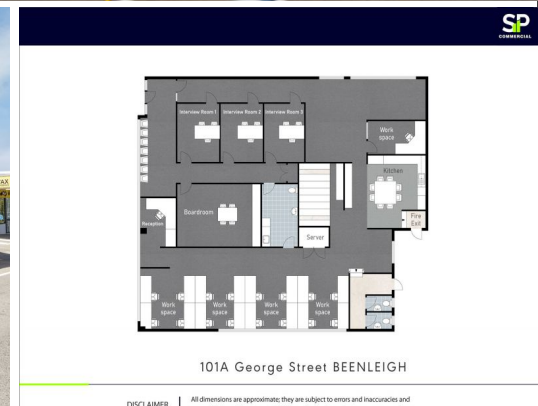 SP
COMMERCIAL
Interview Room 1
Interview Room 2
Interview Room 3
Work
space
Kitchen
Fire
Exit
Boardroom
Reception
Server
Work
space
Work
space
Work
space
Work
space
101A George Street BEENLEIGH
DISCLAIMER
All dimensions are approximate; they are subject to errors and inaccuracies and
TAX